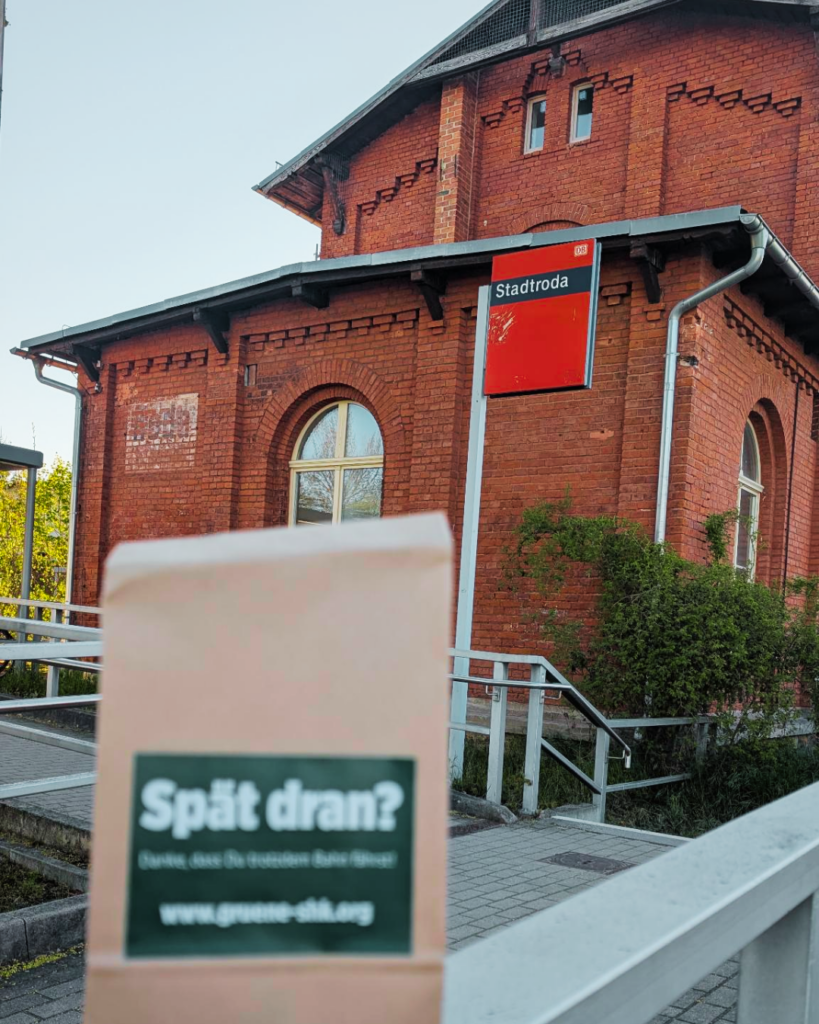 DB
Stadtroda
Spät dran?
Danke, dass Du trotzdem Bahn fährst!
www.gruene-shk.org